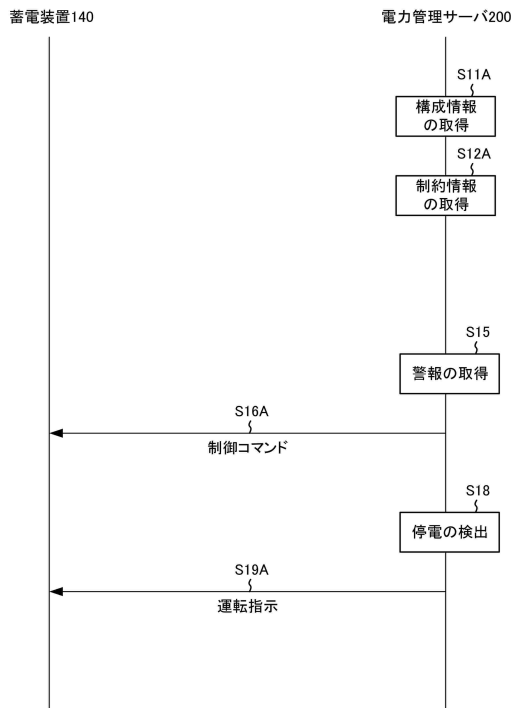 蓄電装置140
電力管理サーバ200
S11A
構成情報
の取得
S12A
制約情報
の取得
S15
警報の取得
S16A
制御コマンド
S18
停電の検出
S19A
運転指示